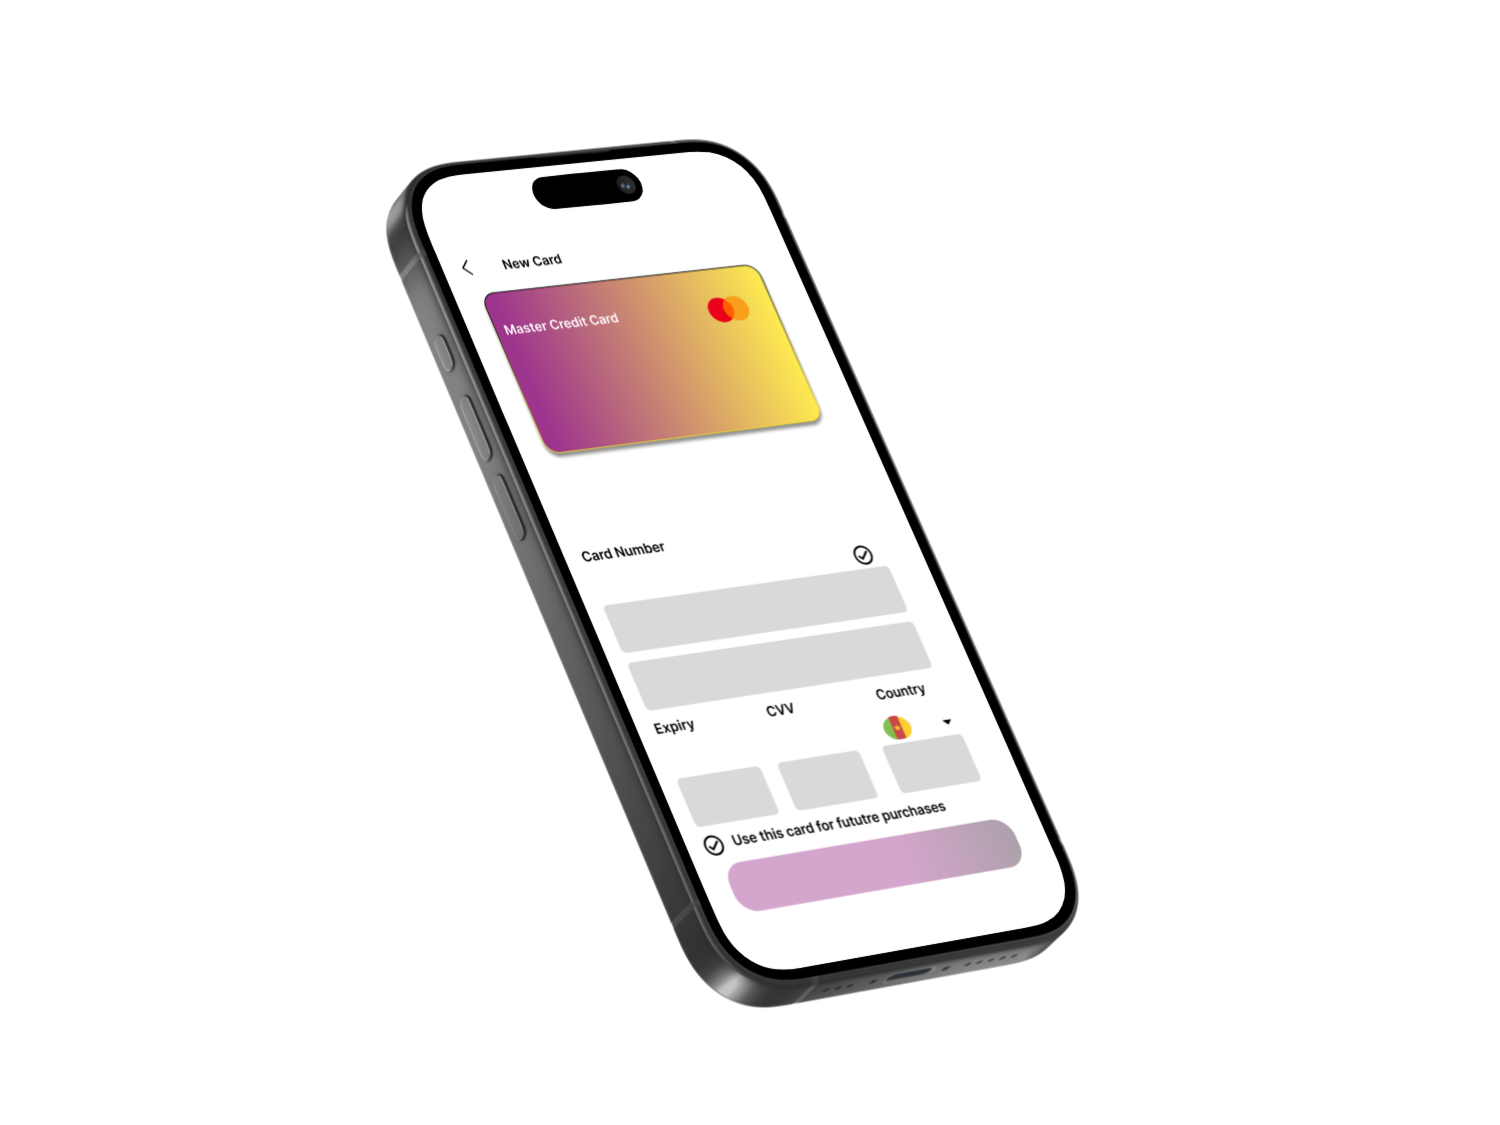 New Card
Master Credit Card
Card Number
Expiry
CVV
Country
Use this card for fututre purchases